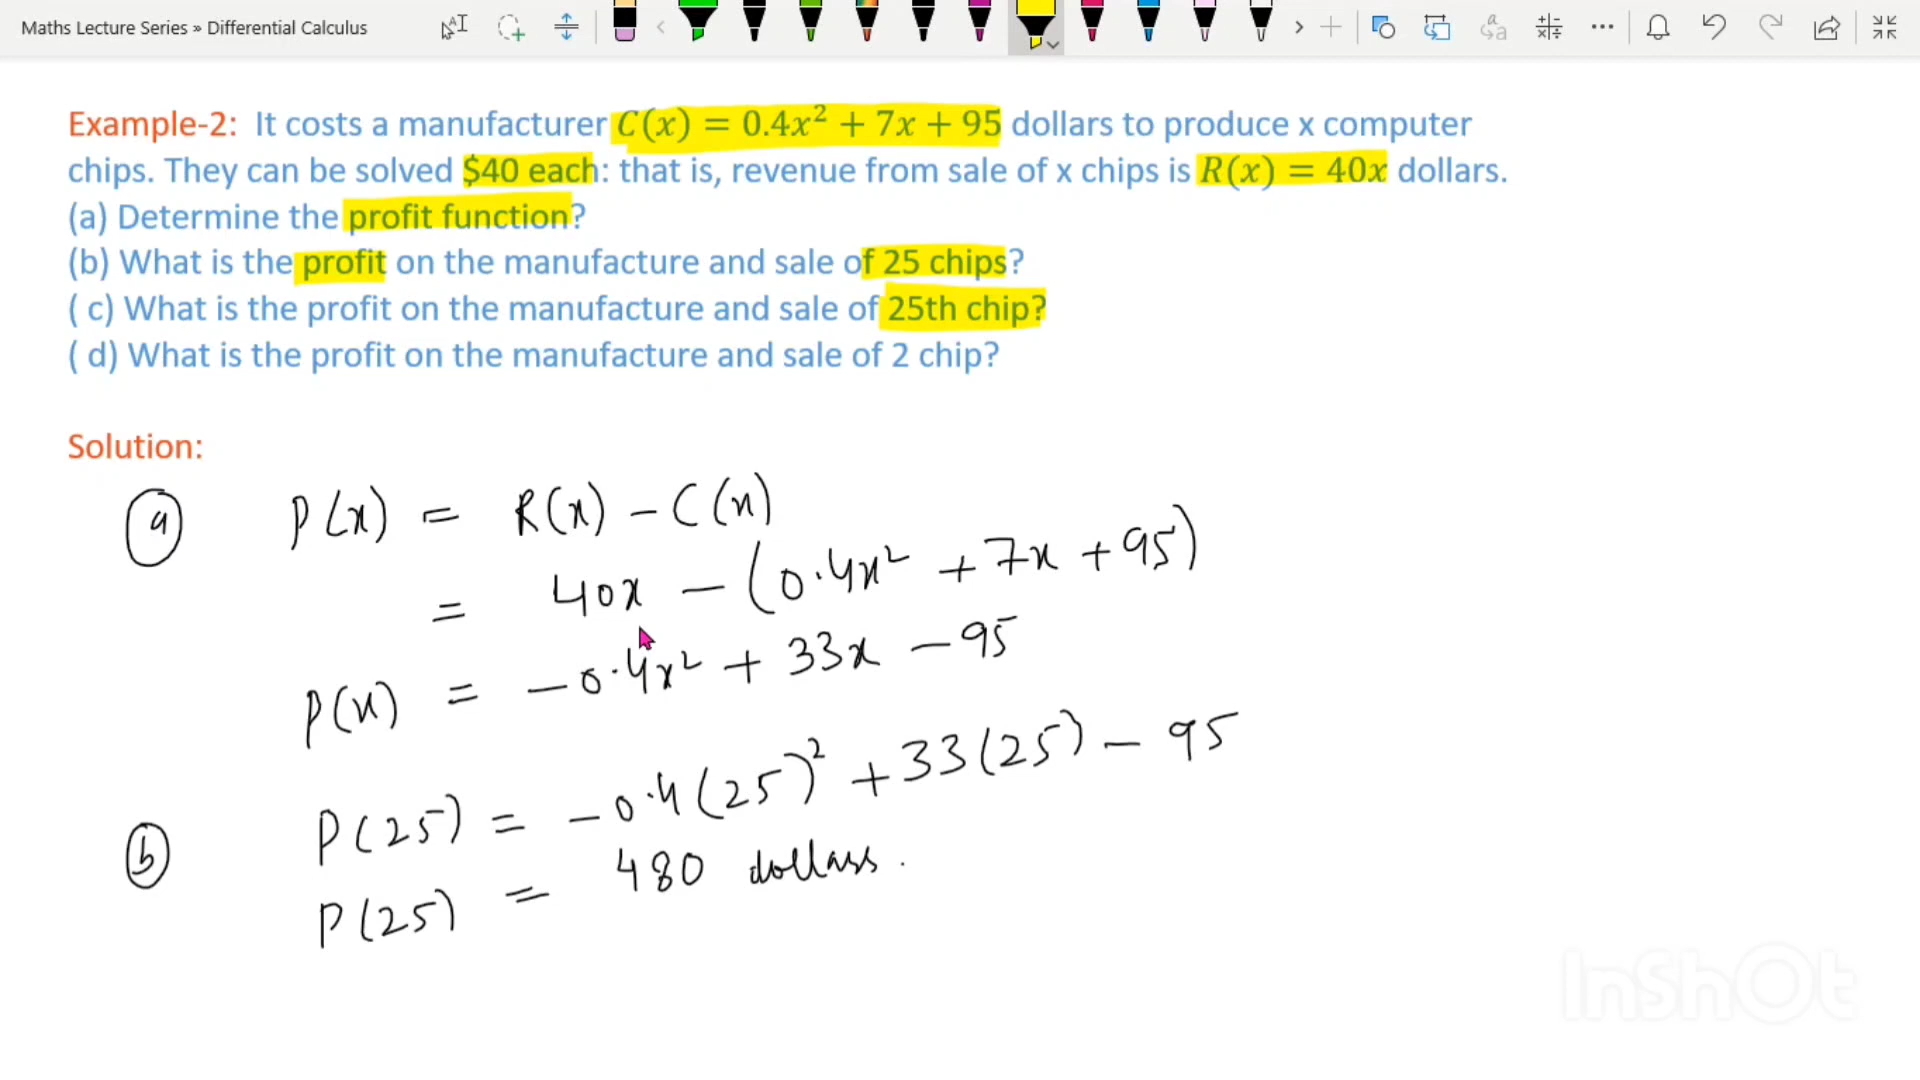 Maths Lecture Series » Differential Calculus
Example-2: It costs a manufacturer C(x) = 0.4x² + 7x + 95 dollars to produce x computer
chips. They can be solved $40 each: that is, revenue from sale of x chips is R(x) = 40x dollars.
(a) Determine the profit function?
(b) What is the profit on the manufacture and sale of 25 chips?
( c) What is the profit on the manufacture and sale of 25th chip?
( d) What is the profit on the manufacture and sale of 2 chip?
Solution:
(a) P(x) = R(x) - C(x)
= 40x - (0.4x² + 7x + 95)
P(x) = -0.4x² + 33x - 95
(b) P(25) = -0.4(25)² + 33(25) - 95
P(25) = 480 dollars.
InShOt